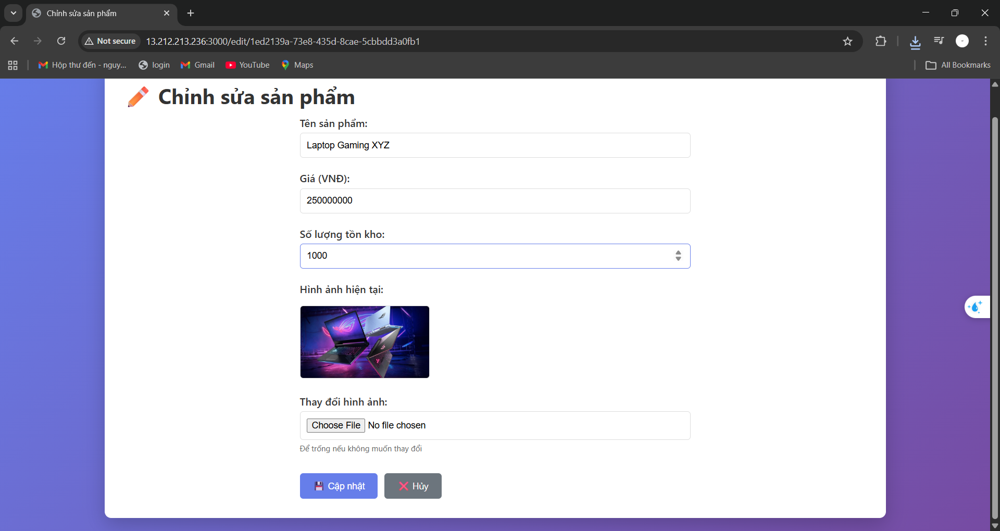 Chỉnh sửa sản phẩm
Not secure
13.212.213.236:3000/edit/1ed2139a-73e8-435d-8cae-5cbbdd3a0fb1
Hộp thư đến - nguy...
login
Gmail
YouTube
Maps
All Bookmarks
Chỉnh sửa sản phẩm
Tên sản phẩm:
Laptop Gaming XYZ
Giá (VNĐ):
250000000
Số lượng tồn kho:
1000
Hình ảnh hiện tại:
Thay đổi hình ảnh:
Choose File No file chosen
Để trống nếu không muốn thay đổi
Cập nhật
Hủy